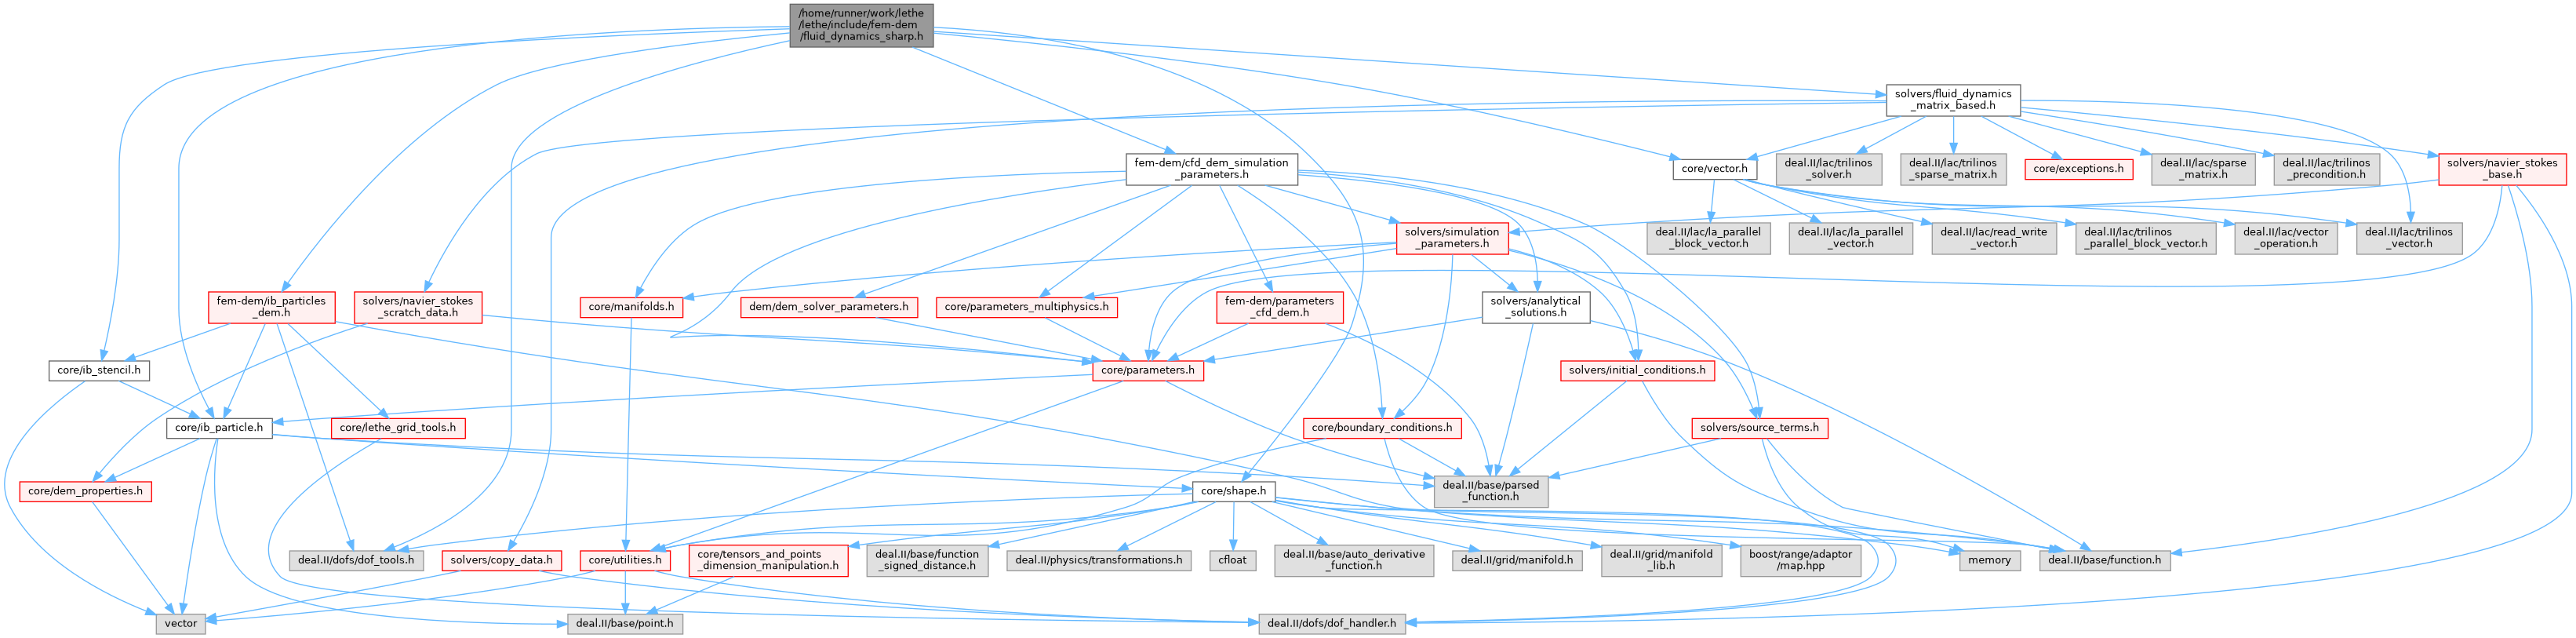 /home/runner/work/lethe
/lethe/include/fem-dem
/fluid_dynamics_sharp.h
solvers/fluid_dynamics
_matrix_based.h
fem-dem/cfd_dem_simulation
_parameters.h
core/vector.h
deal.II/lac/trilinos
_solver.h
deal.II/lac/trilinos
_sparse_matrix.h
core/exceptions.h
deal.II/lac/sparse
_matrix.h
deal.II/lac/trilinos
_precondition.h
solvers/navier_stokes
_base.h
solvers/simulation
_parameters.h
deal.II/lac/la_parallel
_block_vector.h
deal.II/lac/la_parallel
_vector.h
deal.II/lac/read_write
_vector.h
deal.II/lac/trilinos
_parallel_block_vector.h
deal.II/lac/vector
_operation.h
deal.II/lac/trilinos
_vector.h
fem-dem/ib_particles
_dem.h
solvers/navier_stokes
_scratch_data.h
core/manifolds.h
dem/dem_solver_parameters.h
core/parameters_multiphysics.h
fem-dem/parameters
_cfd_dem.h
solvers/analytical
_solutions.h
core/ib_stencil.h
core/parameters.h
solvers/initial_conditions.h
core/ib_particle.h
core/lethe_grid_tools.h
core/boundary_conditions.h
solvers/source_terms.h
core/dem_properties.h
core/shape.h
deal.II/base/parsed
_function.h
deal.II/dofs/dof_tools.h
solvers/copy_data.h
core/utilities.h
core/tensors_and_points
_dimension_manipulation.h
deal.II/base/function
_signed_distance.h
deal.II/physics/transformations.h
cfloat
deal.II/base/auto_derivative
_function.h
deal.II/grid/manifold.h
deal.II/grid/manifold
_lib.h
boost/range/adaptor
/map.hpp
memory
deal.II/base/function.h
vector
deal.II/base/point.h
deal.II/dofs/dof_handler.h